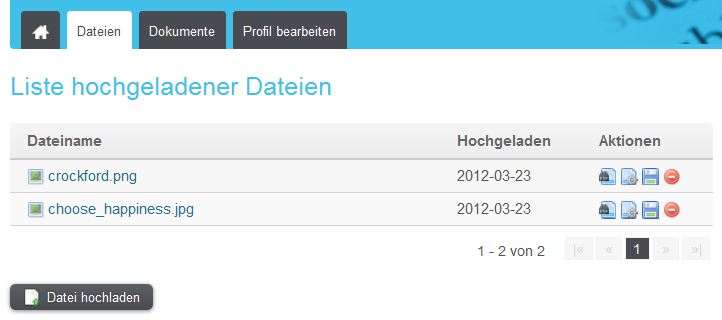 Dateien Dokumente Profil bearbeiten
Liste hochgeladener Dateien
Dateiname Hochgeladen Aktionen
crockford.png 2012-03-23
choose_happiness.jpg 2012-03-23
1 - 2 von 2 |« « 1 » »|
Datei hochladen